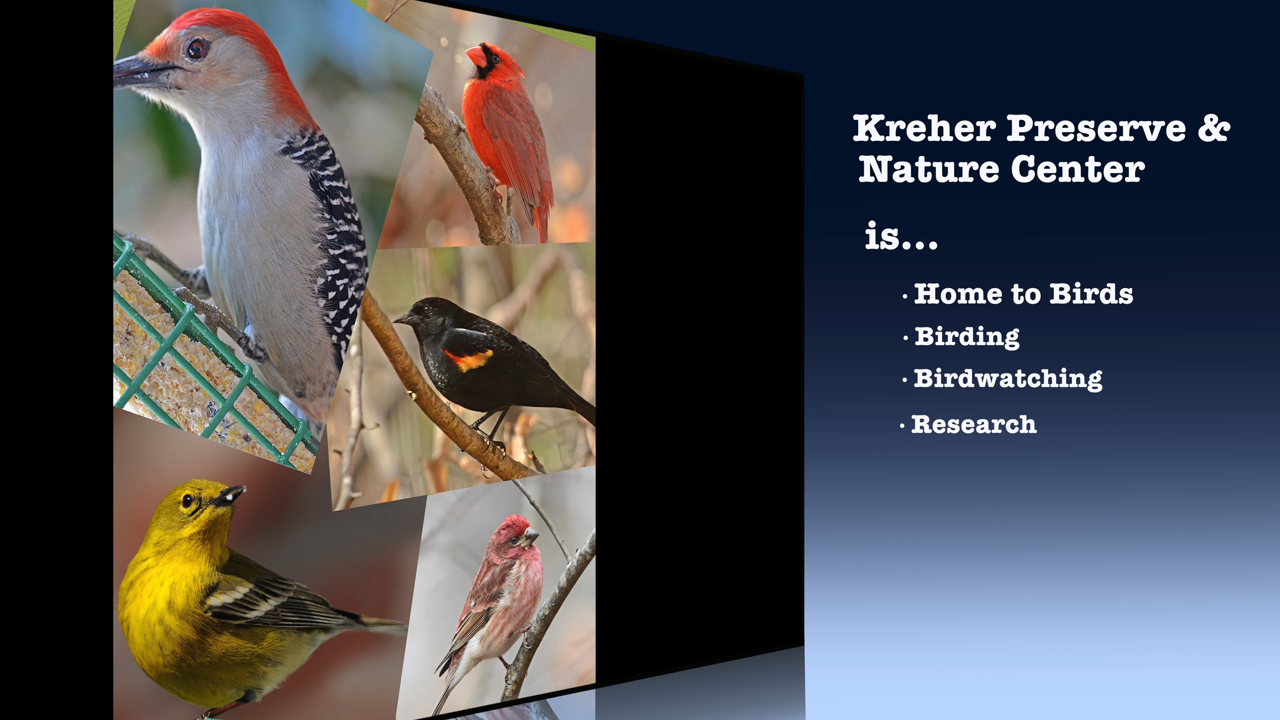 Kreher Preserve &
Nature Center
is...
· Home to Birds
· Birding
· Birdwatching
· Research